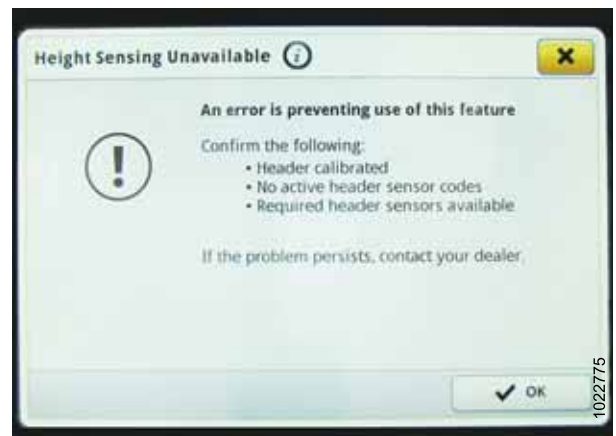 Height Sensing Unavailable
An error is preventing use of this feature
Confirm the following:
• Header calibrated
• No active header sensor codes
• Required header sensors available
If the problem persists, contact your dealer.
OK
1022775